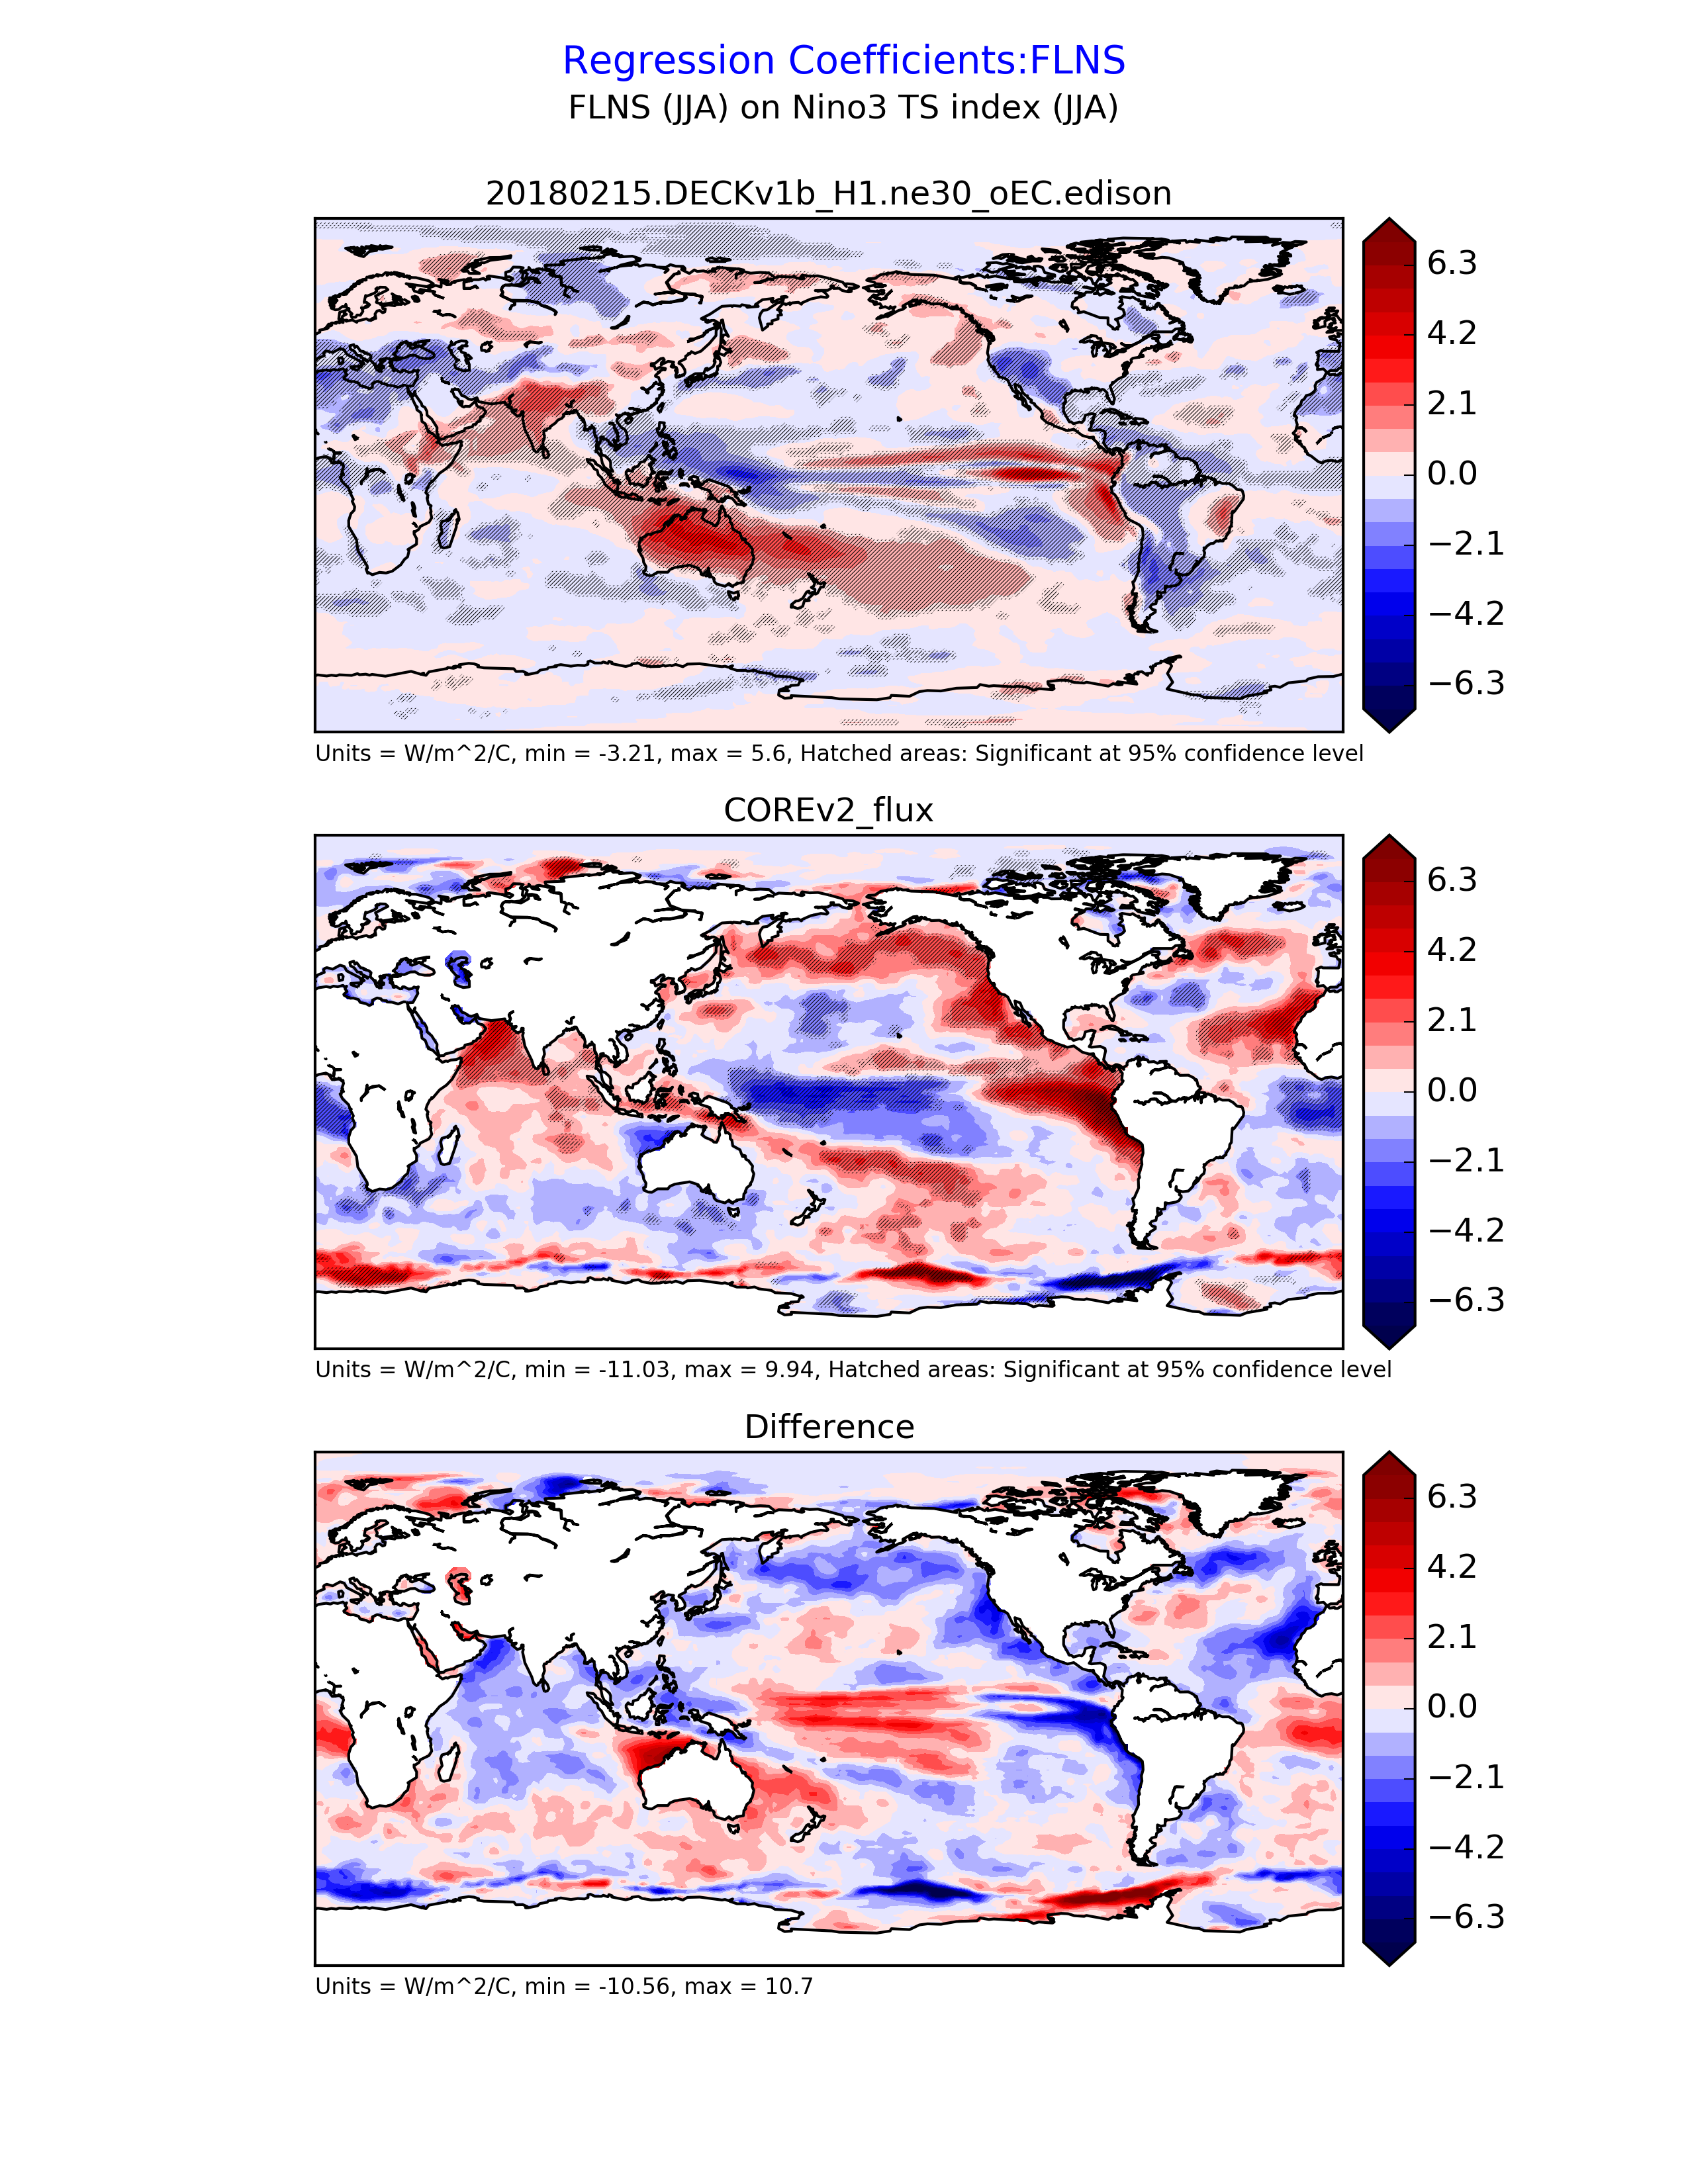 Regression Coefficients:FLNS
FLNS (JJA) on Nino3 TS index (JJA)
20180215.DECKv1b_H1.ne30_oEC.edison
6.3
4.2
2.1
0.0
−2.1
−4.2
−6.3
Units = W/m^2/C, min = -3.21, max = 5.6, Hatched areas: Significant at 95% confidence level
COREv2_flux
6.3
4.2
2.1
0.0
−2.1
−4.2
−6.3
Units = W/m^2/C, min = -11.03, max = 9.94, Hatched areas: Significant at 95% confidence level
Difference
6.3
4.2
2.1
0.0
−2.1
−4.2
−6.3
Units = W/m^2/C, min = -10.56, max = 10.7